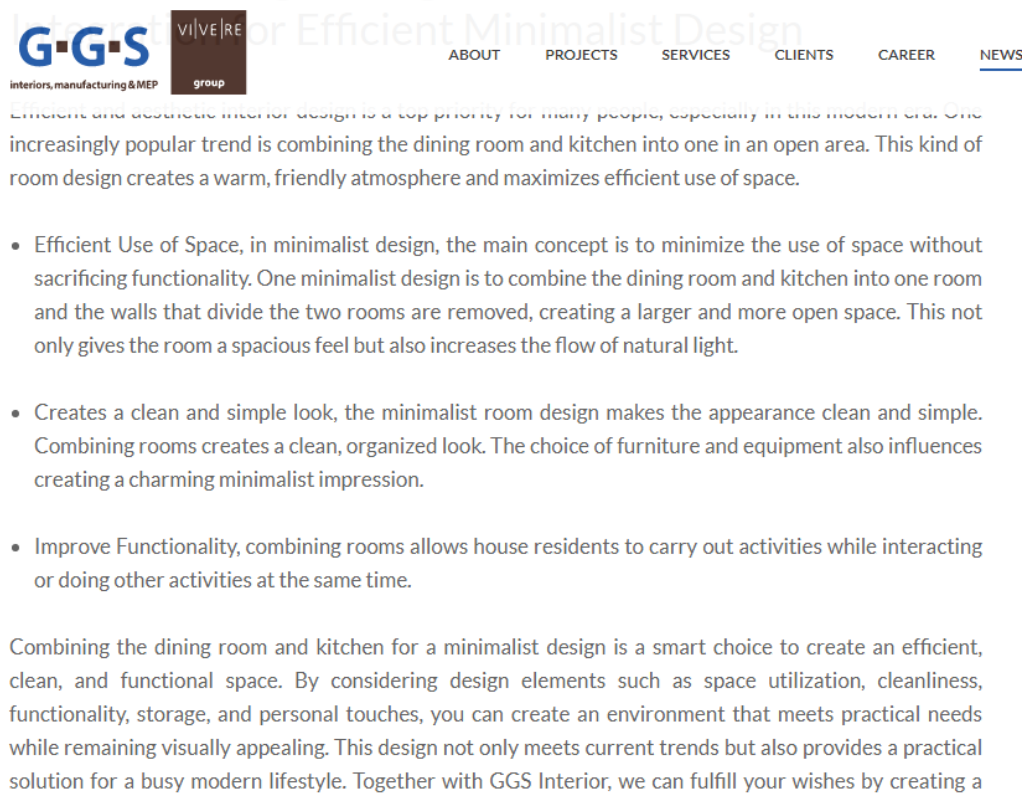 Integration for Efficient Minimalist Design
G·G·S
interiors, manufacturing & MEP
VI|VE|RE
group
ABOUT
PROJECTS
SERVICES
CLIENTS
CAREER
NEWS
Efficient and aesthetic interior design is a top priority for many people, especially in this modern era. One
increasingly popular trend is combining the dining room and kitchen into one in an open area. This kind of
room design creates a warm, friendly atmosphere and maximizes efficient use of space.
• Efficient Use of Space, in minimalist design, the main concept is to minimize the use of space without
sacrificing functionality. One minimalist design is to combine the dining room and kitchen into one room
and the walls that divide the two rooms are removed, creating a larger and more open space. This not
only gives the room a spacious feel but also increases the flow of natural light.
• Creates a clean and simple look, the minimalist room design makes the appearance clean and simple.
Combining rooms creates a clean, organized look. The choice of furniture and equipment also influences
creating a charming minimalist impression.
• Improve Functionality, combining rooms allows house residents to carry out activities while interacting
or doing other activities at the same time.
Combining the dining room and kitchen for a minimalist design is a smart choice to create an efficient,
clean, and functional space. By considering design elements such as space utilization, cleanliness,
functionality, storage, and personal touches, you can create an environment that meets practical needs
while remaining visually appealing. This design not only meets current trends but also provides a practical
solution for a busy modern lifestyle. Together with GGS Interior, we can fulfill your wishes by creating a